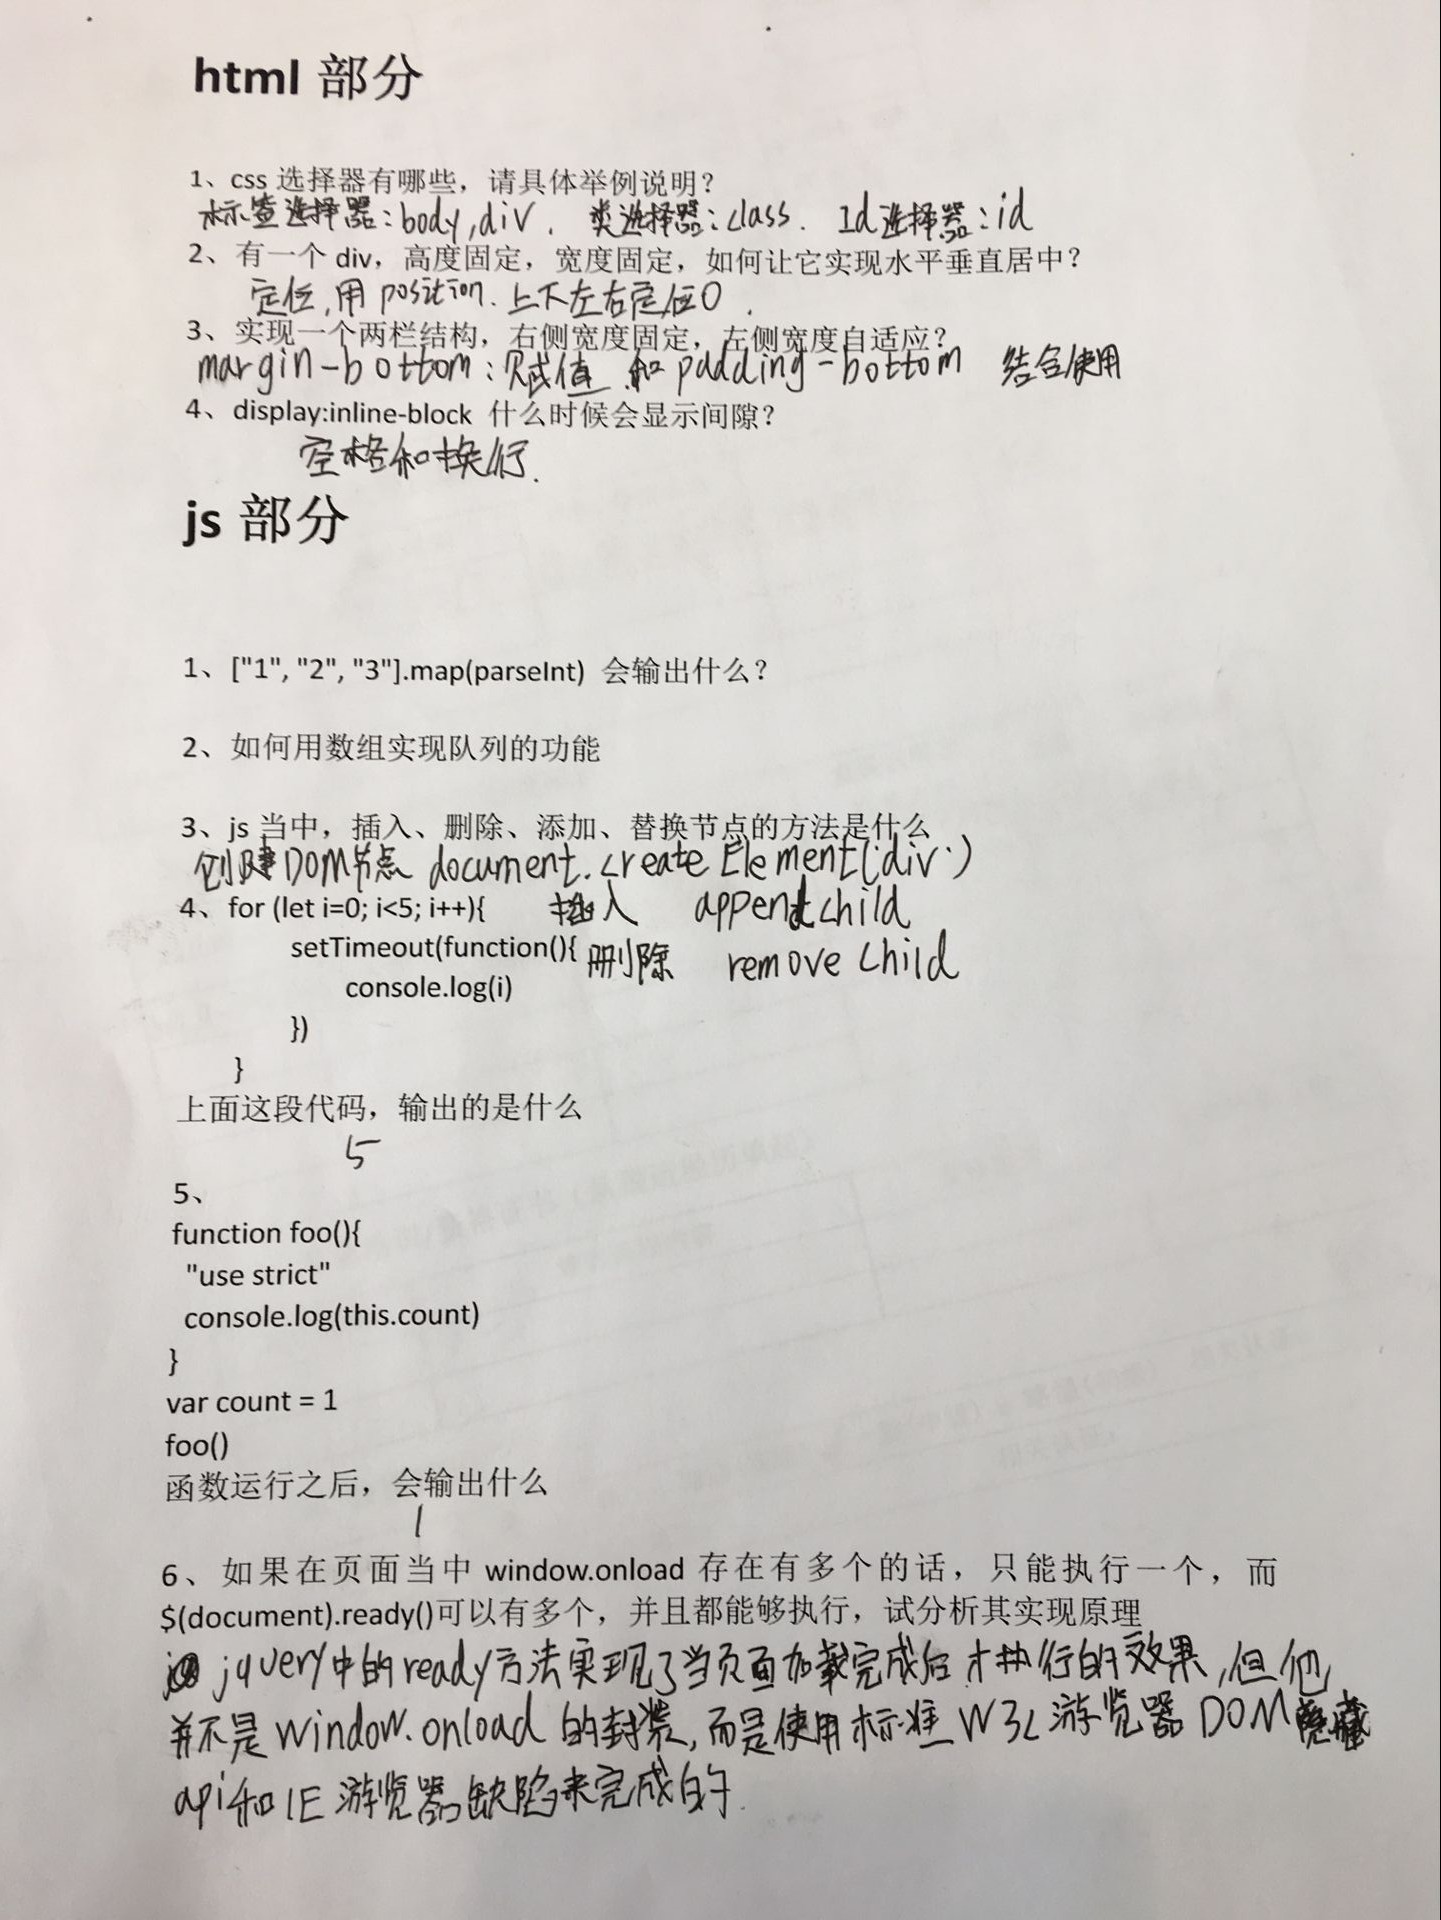 html 部分
1、css 选择器有哪些，请具体举例说明？
标签选择器：body,div. 类选择器：class. Id选择器：id
2、有一个 div，高度固定，宽度固定，如何让它实现水平垂直居中？
定位,用 position. 上下左右定位0.
3、实现一个两栏结构，右侧宽度固定，左侧宽度自适应？
margin-bottom：赋值 和 padding-bottom 结合使用
4、display:inline-block 什么时候会显示间隙？
空格和换行.
js 部分
1、["1", "2", "3"].map(parseInt) 会输出什么？
2、如何用数组实现队列的功能
3、js 当中，插入、删除、添加、替换节点的方法是什么
创建DOM节点 document.createElement('div')
4、for (let i=0; i<5; i++){ 插入 appendchild
setTimeout(function(){ 删除 removechild
console.log(i)
})
}
上面这段代码，输出的是什么
5
5、
function foo(){
"use strict"
console.log(this.count)
}
var count = 1
foo()
函数运行之后，会输出什么
1
6、如果在页面当中 window.onload 存在有多个的话，只能执行一个，而
$(document).ready()可以有多个，并且都能够执行，试分析其实现原理
jquery中的ready方法实现了当页面加载完成后才执行的效果,但他
并不是window.onload 的封装,而是使用标准W3C游览器DOM隐藏
api和IE游览器缺陷来完成的.